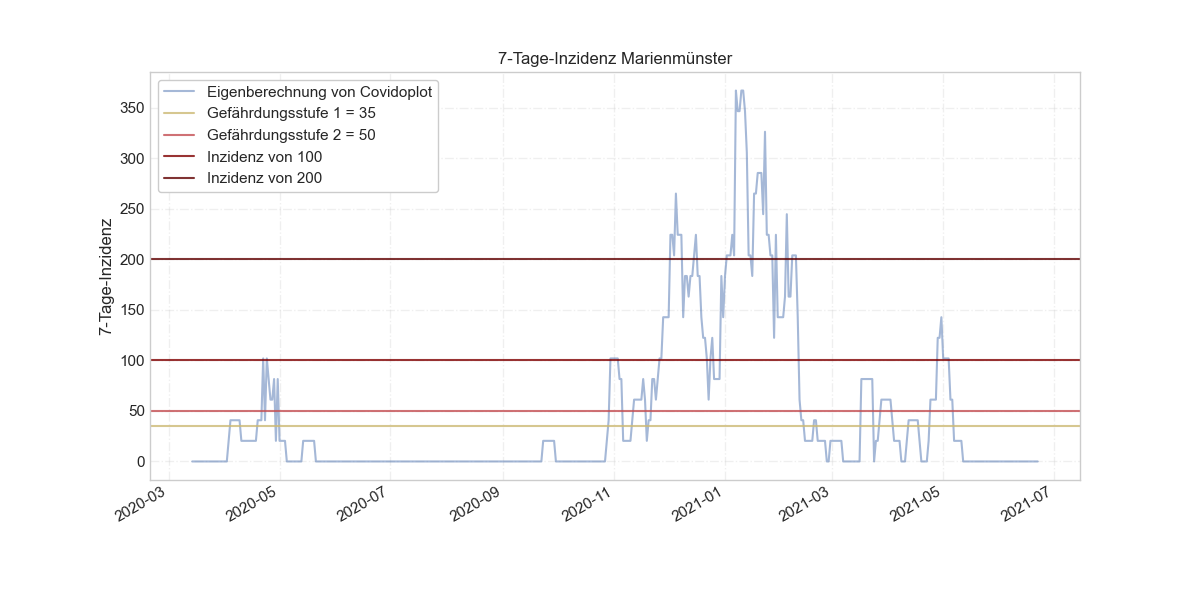 7-Tage-Inzidenz Marienmünster
Eigenberechnung von Covidoplot
Gefährdungsstufe 1 = 35
Gefährdungsstufe 2 = 50
Inzidenz von 100
Inzidenz von 200
7-Tage-Inzidenz
350
300
250
200
150
100
50
0
2020-03
2020-05
2020-07
2020-09
2020-11
2021-01
2021-03
2021-05
2021-07